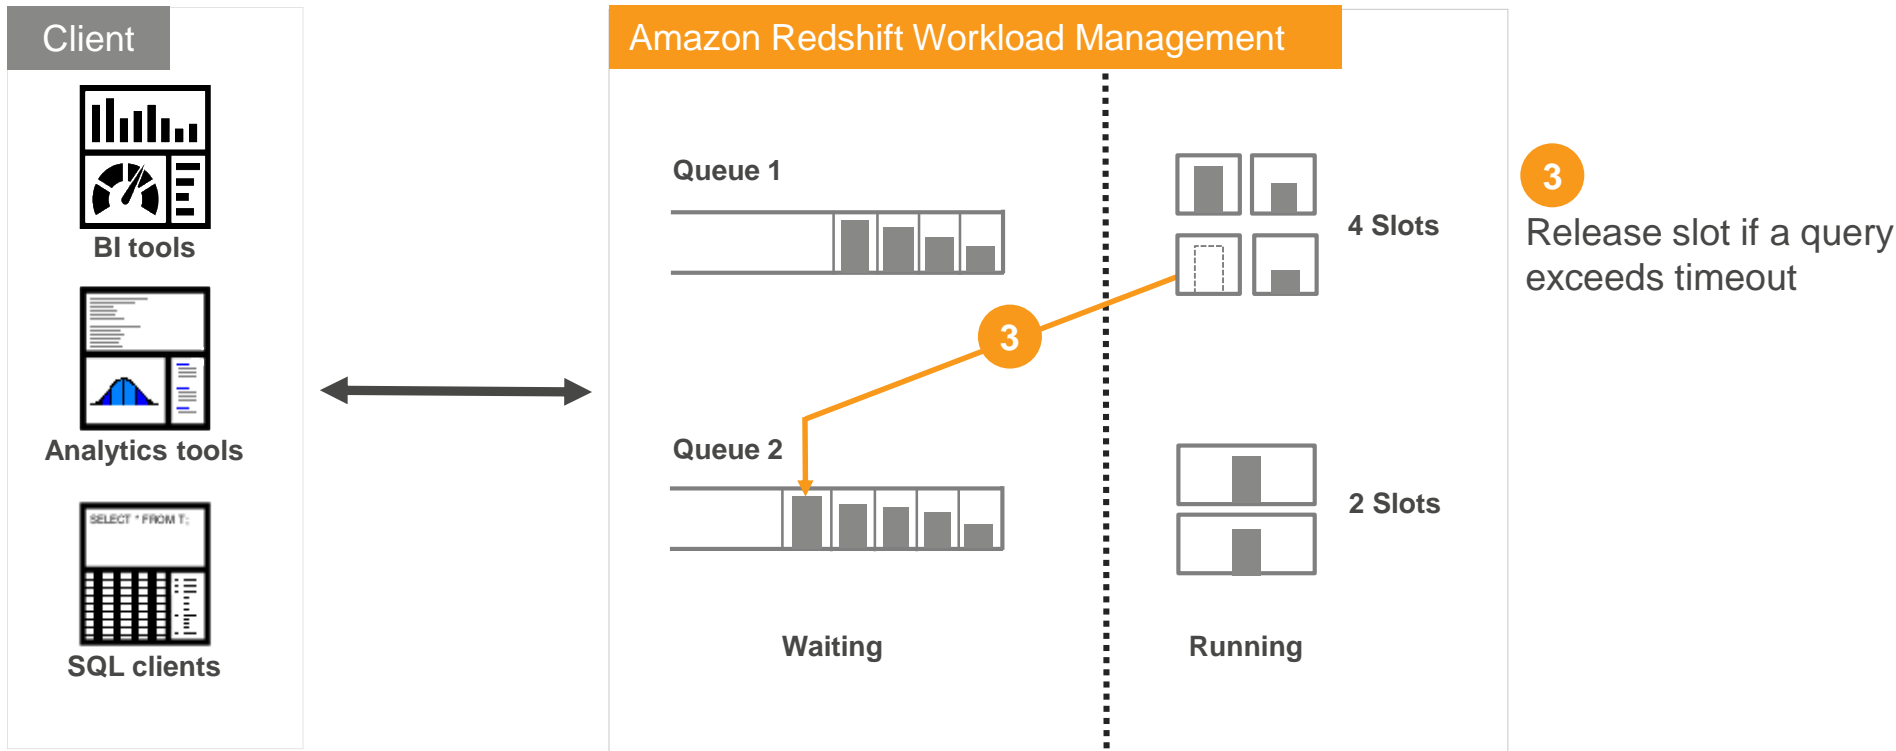 Client
Amazon Redshift Workload Management
BI tools
Analytics tools
SELECT * FROM T;
SQL clients
Queue 1
4 Slots
3
Queue 2
2 Slots
Waiting
Running
3
Release slot if a query
exceeds timeout